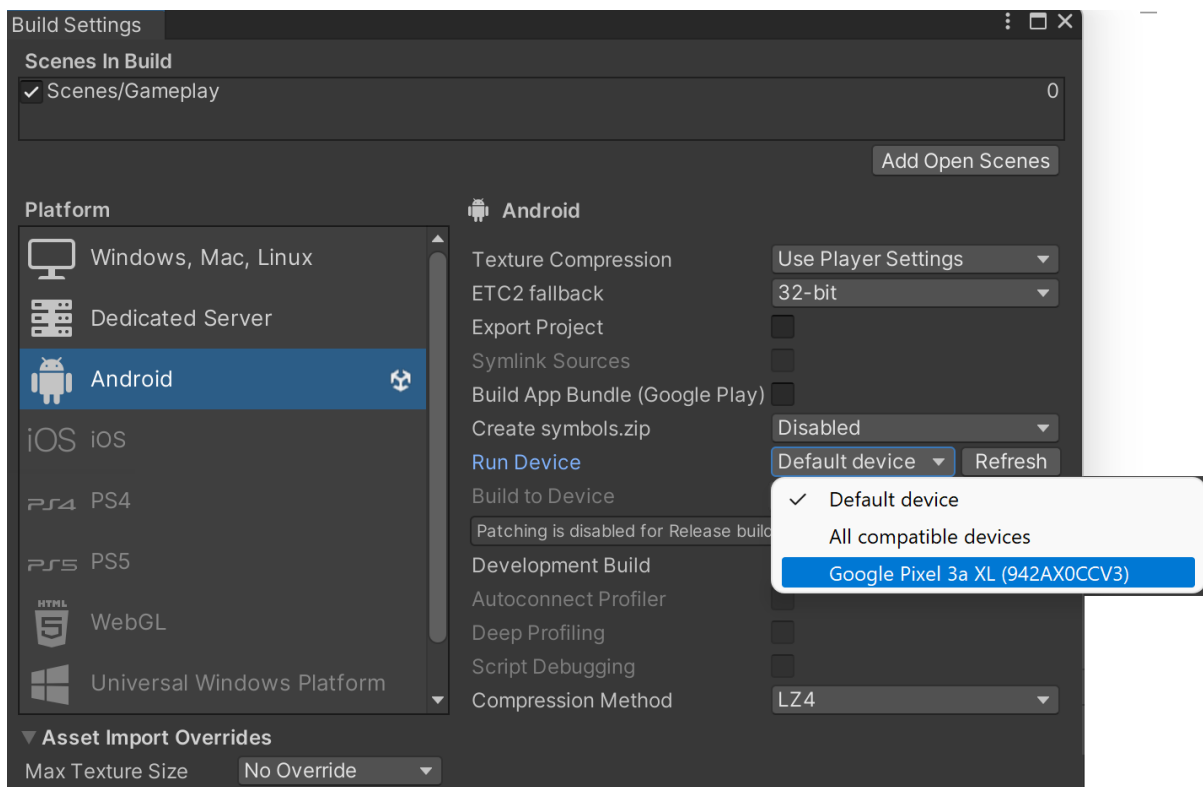 Build Settings
Scenes In Build
Scenes/Gameplay 0
Add Open Scenes
Platform
Windows, Mac, Linux
Dedicated Server
Android
iOS iOS
PS4 PS4
PS5 PS5
HTML 5 WebGL
Universal Windows Platform
Android
Texture Compression Use Player Settings
ETC2 fallback 32-bit
Export Project
Symlink Sources
Build App Bundle (Google Play)
Create symbols.zip Disabled
Run Device Default device Refresh
Default device
All compatible devices
Google Pixel 3a XL (942AX0CCV3)
Build to Device
Patching is disabled for Release build
Development Build
Autoconnect Profiler
Deep Profiling
Script Debugging
Compression Method LZ4
Asset Import Overrides
Max Texture Size No Override